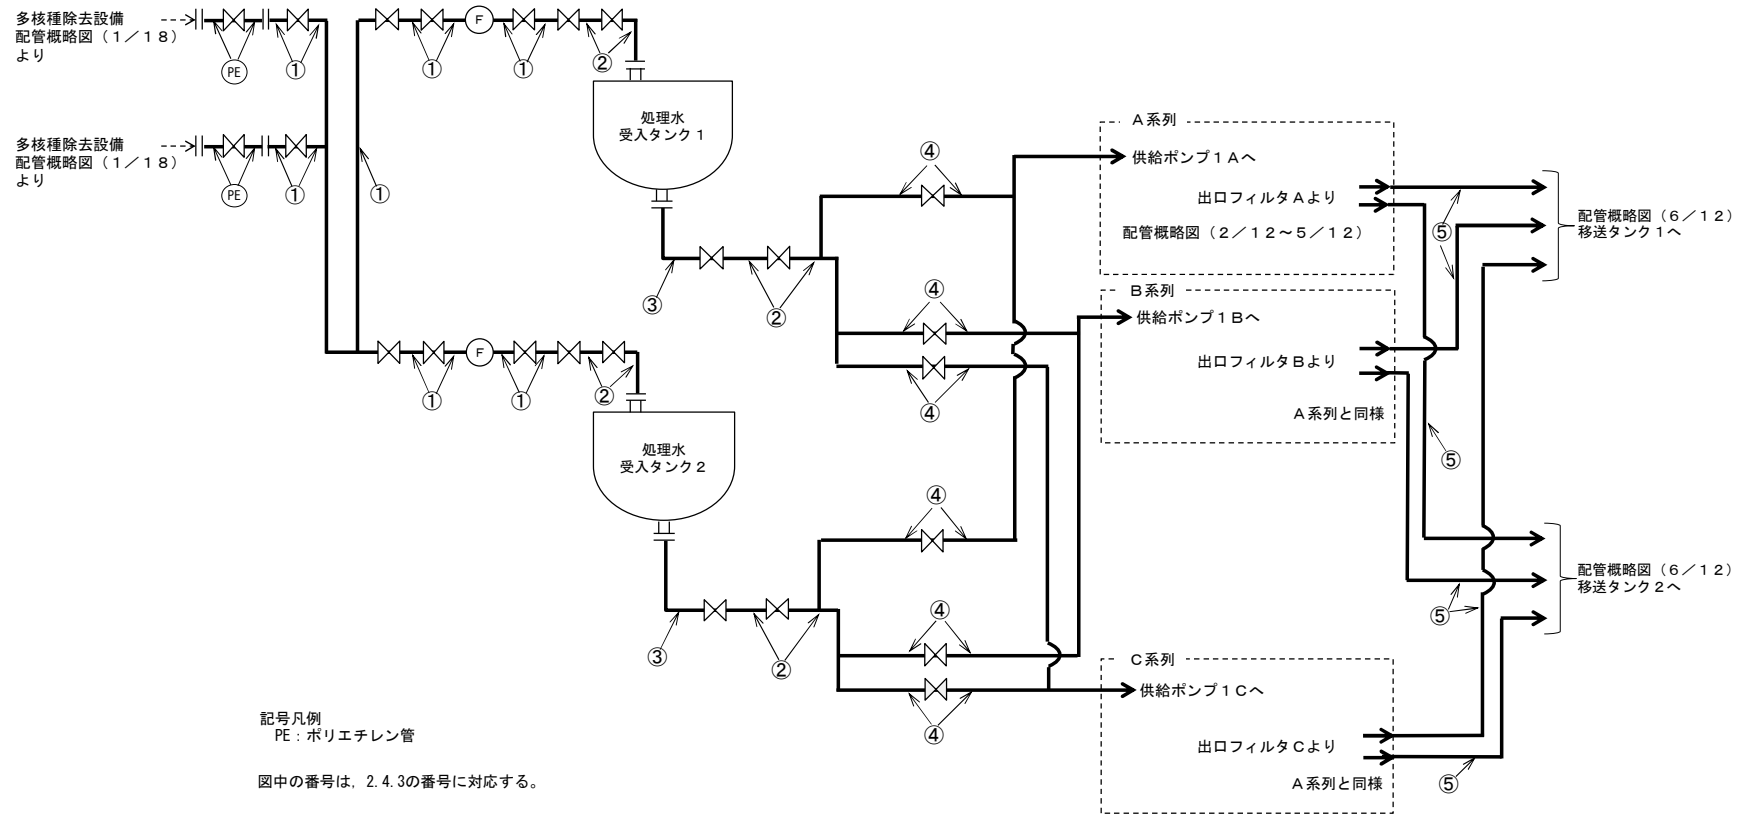 多核種除去設備
配管概略図(1/18)
より
PE
①
①
F
①
②
処理水
受入タンク1
多核種除去設備
配管概略図(1/18)
より
PE
①
①
③
②
④
④
④
A系列
供給ポンプ1Aへ
出口フィルタAより
配管概略図(2/12~5/12)
⑤
配管概略図(6/12)
移送タンク1へ
B系列
供給ポンプ1Bへ
出口フィルタBより
A系列と同様
⑤
①
F
①
②
処理水
受入タンク2
③
②
④
④
④
配管概略図(6/12)
移送タンク2へ
⑤
C系列
供給ポンプ1Cへ
出口フィルタCより
A系列と同様
⑤
記号凡例
PE:ポリエチレン管
図中の番号は,2.4.3の番号に対応する。